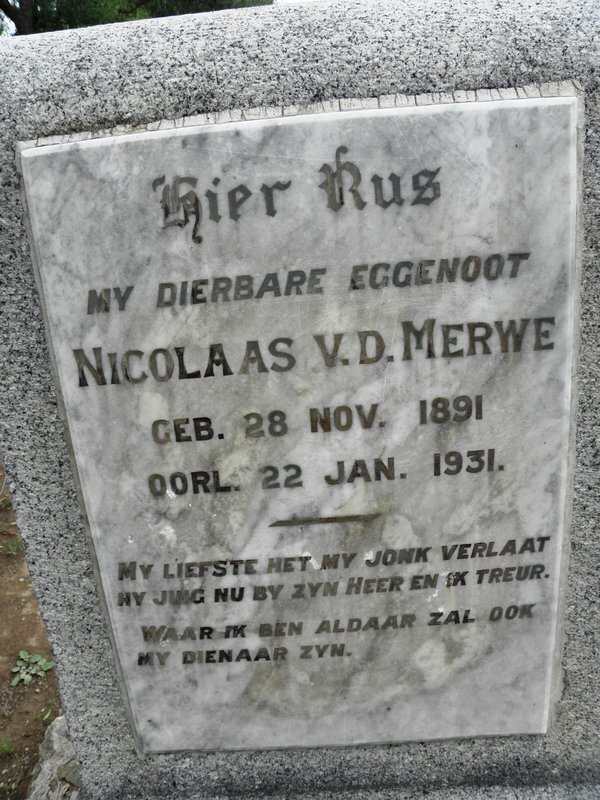 Hier Rus
MY DIERBARE EGGENOOT
NICOLAAS V.D. MERWE
GEB. 28 NOV. 1891
OORL. 22 JAN. 1931.
MY LIEFSTE HET MY JONK VERLAAT
HY JUIG NU BY ZYN HEER EN IK TREUR.
WAAR IK BEN ALDAAR ZAL OOK
MY DIENAAR ZYN.